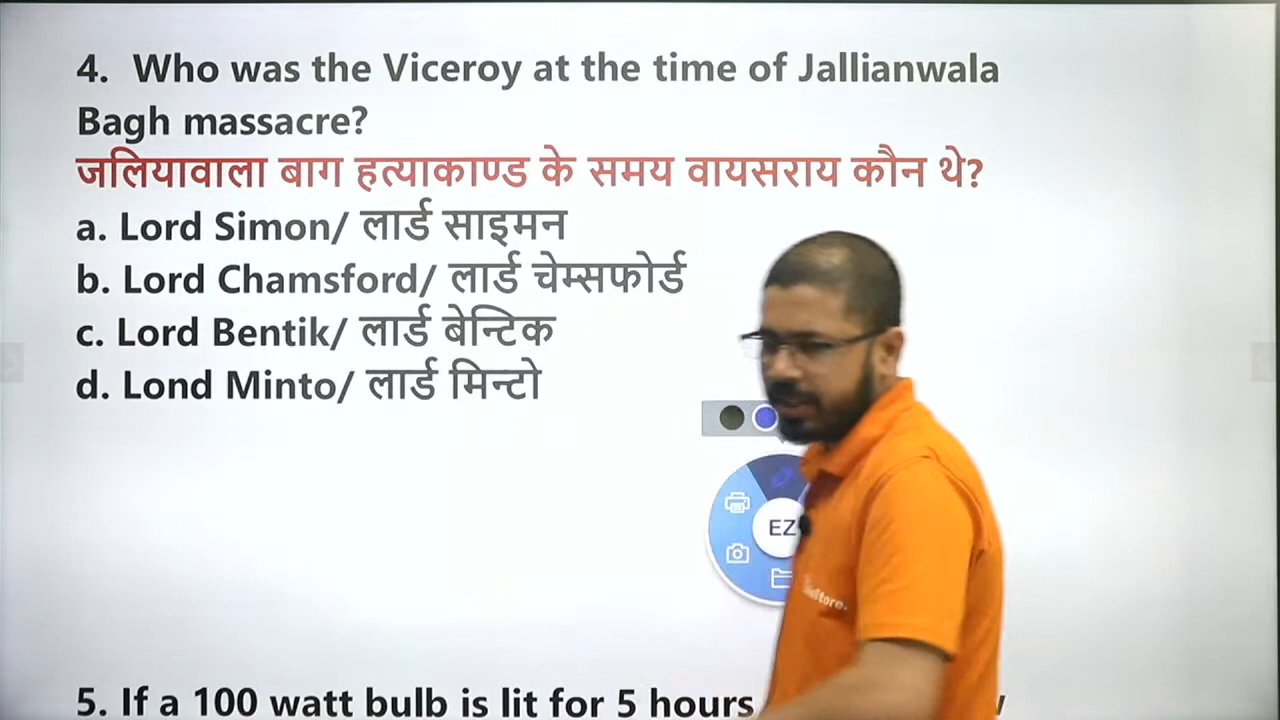 4. Who was the Viceroy at the time of Jallianwala
Bagh massacre?
जलियावाला बाग हत्याकाण्ड के समय वायसराय कौन थे?
a. Lord Simon/ लार्ड साइमन
b. Lord Chamsford/ लार्ड चेम्सफोर्ड
c. Lord Bentik/ लार्ड बेन्टिक
d. Lond Minto/ लार्ड मिन्टो
EZ
5. If a 100 watt bulb is lit for 5 hours